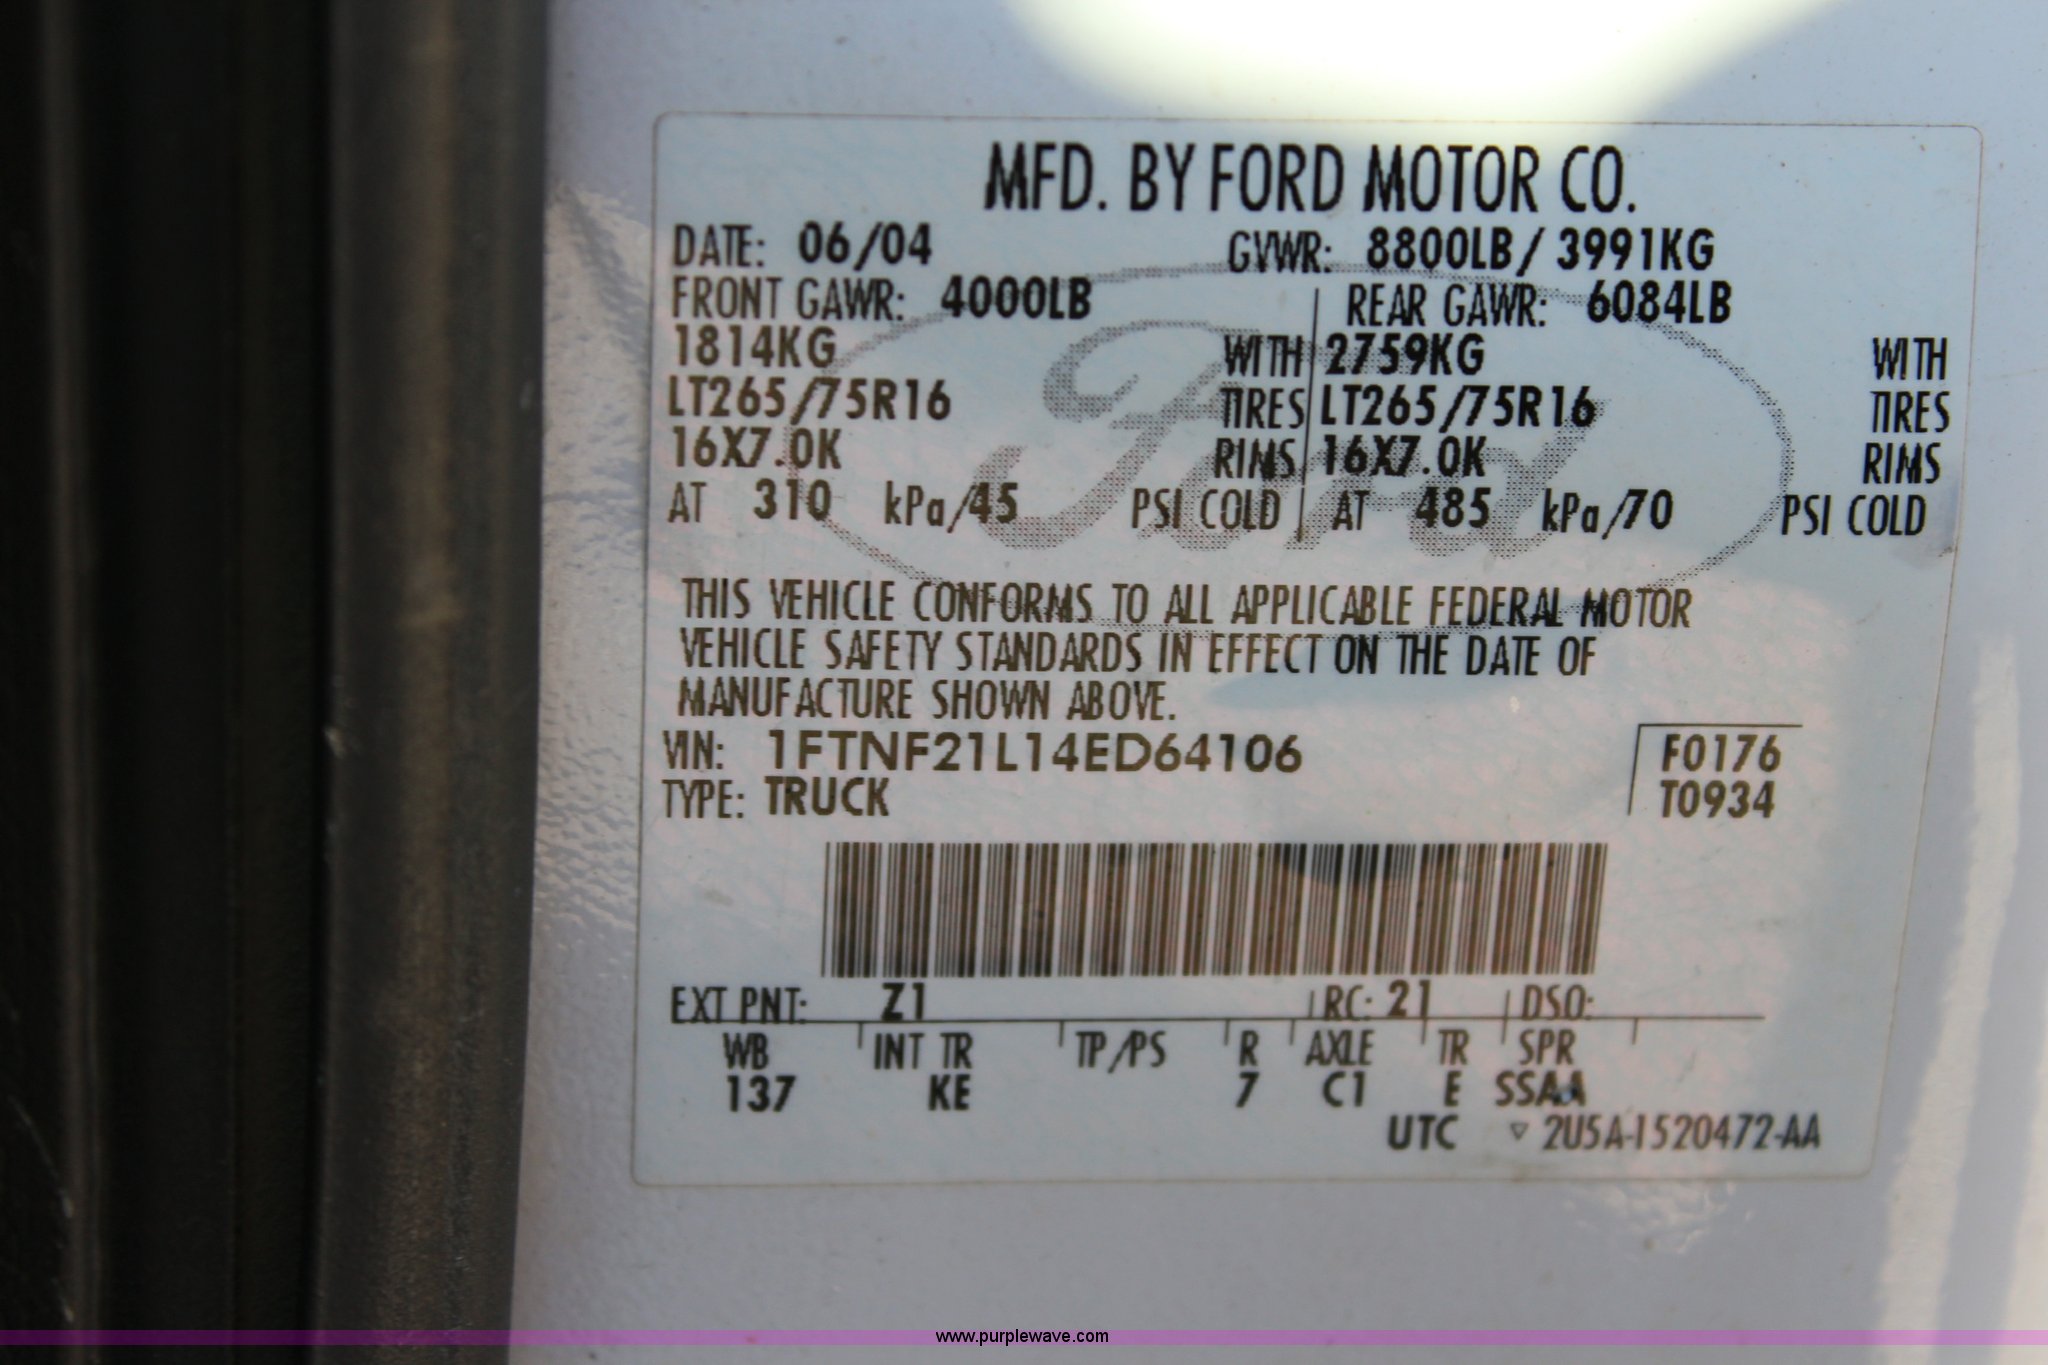 MFD. BY FORD MOTOR CO.
DATE: 06/04 GVWR: 8800LB/ 3991KG
FRONT GAWR: 4000LB REAR GAWR: 6084LB
1814KG WITH 2759KG WITH
LT265/75R16 TIRES LT265/75R16 TIRES
16X7.0K RIMS 16X7.0K RIMS
AT 310 kPa/45 PSI COLD AT 485 kPa/70 PSI COLD
Ford
THIS VEHICLE CONFORMS TO ALL APPLICABLE FEDERAL MOTOR
VEHICLE SAFETY STANDARDS IN EFFECT ON THE DATE OF
MANUFACTURE SHOWN ABOVE.
VIN: 1FTNF21L14ED64106 F0176
TYPE: TRUCK T0934
EXT PNT: Z1 RC: 21 DSO:
WB INT TR TP/PS R AXLE TR SPR
137 KE 7 C1 E SSAA
UTC ▽ 2U5A-1520472-AA
www.purplewave.com